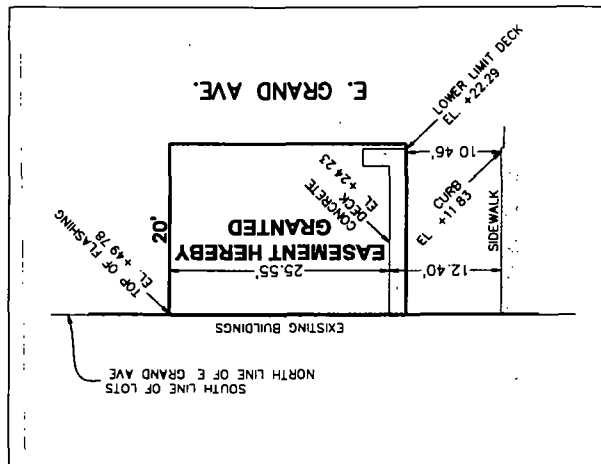 SOUTH LINE OF LOTS
NORTH LINE OF E GRAND AVE
EXISTING BUILDINGS
12.40'
25.55'
SIDEWALK
CURB
EL +11 83
EASEMENT HEREBY
GRANTED
CONCRETE
DECK
EL +24 23
20'
TOP OF FLASHING
EL. +49 78
10.46'
LOWER LIMIT DECK
EL. +22.29
E. GRAND AVE.